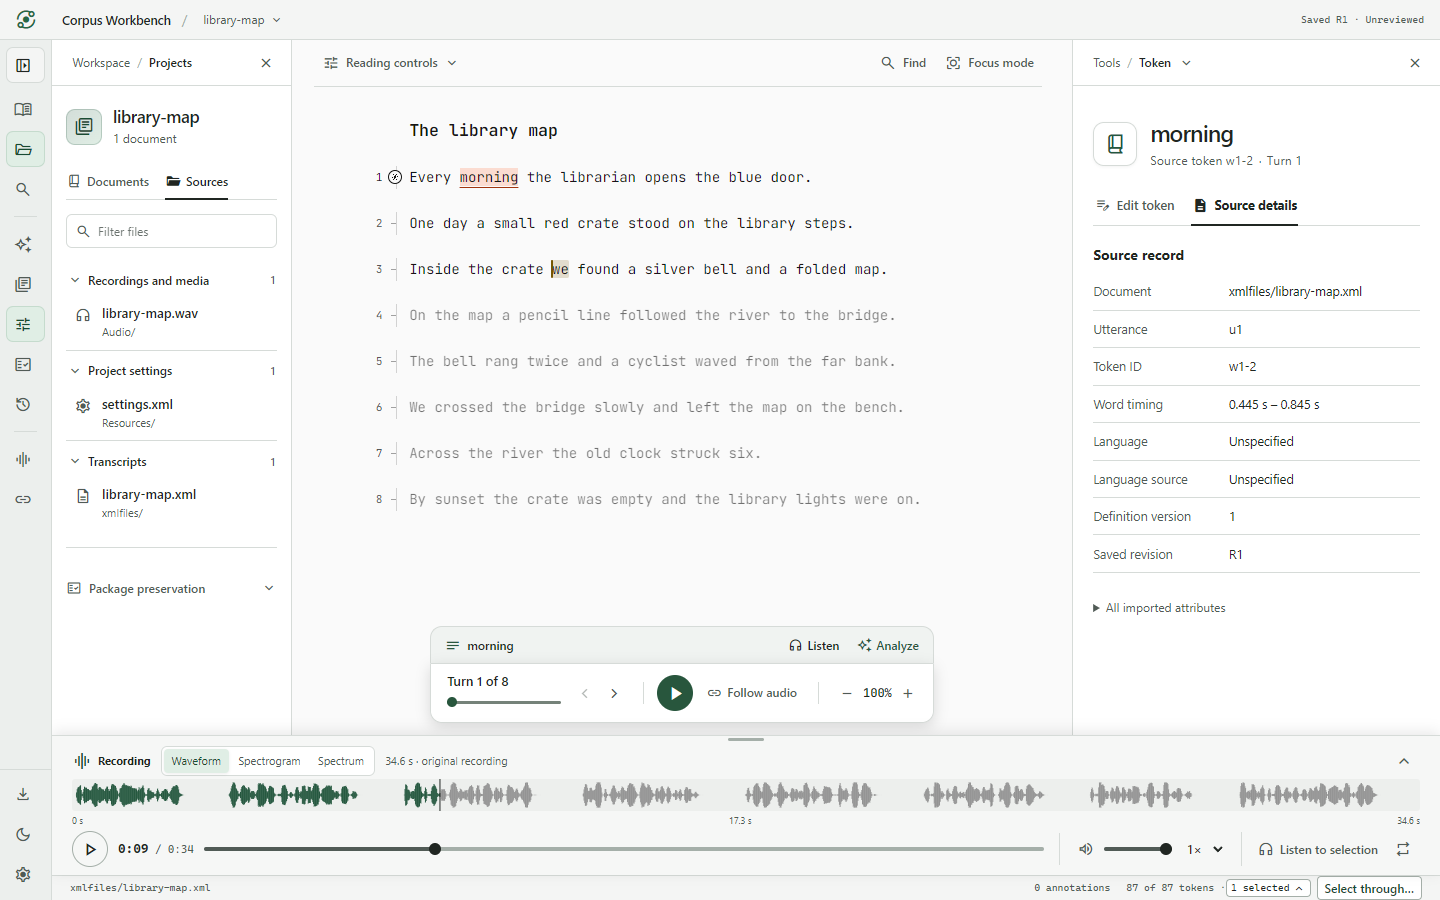 Corpus Workbench / library-map
Saved R1 · Unreviewed
Workspace / Projects
library-map
1 document
Documents Sources
Filter files
Recordings and media 1
library-map.wav
Audio/
Project settings 1
settings.xml
Resources/
Transcripts 1
library-map.xml
xmlfiles/
Package preservation
Reading controls
Find Focus mode
The library map
1 Every morning the librarian opens the blue door.
2 One day a small red crate stood on the library steps.
3 Inside the crate we found a silver bell and a folded map.
4 On the map a pencil line followed the river to the bridge.
5 The bell rang twice and a cyclist waved from the far bank.
6 We crossed the bridge slowly and left the map on the bench.
7 Across the river the old clock struck six.
8 By sunset the crate was empty and the library lights were on.
morning Listen Analyze
Turn 1 of 8
Follow audio
− 100% +
Tools / Token
morning
Source token w1-2 · Turn 1
Edit token Source details
Source record
Document xmlfiles/library-map.xml
Utterance u1
Token ID w1-2
Word timing 0.445 s – 0.845 s
Language Unspecified
Language source Unspecified
Definition version 1
Saved revision R1
All imported attributes
Recording Waveform Spectrogram Spectrum 34.6 s · original recording
0 s 17.3 s 34.6 s
0:09 / 0:34
1× Listen to selection
xmlfiles/library-map.xml
0 annotations 87 of 87 tokens · 1 selected Select through...